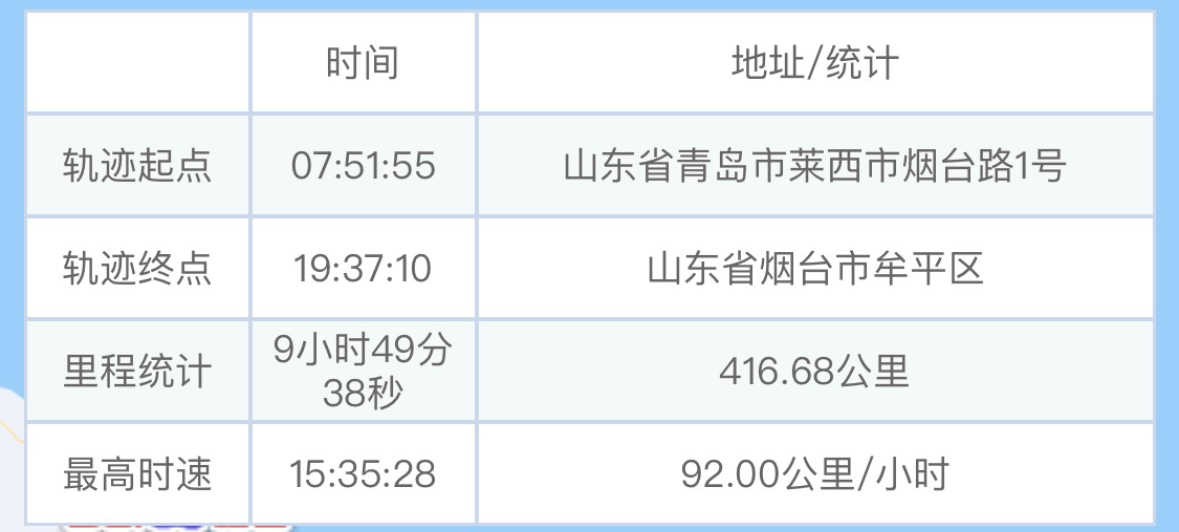 时间
地址/统计
轨迹起点
07:51:55
山东省青岛市莱西市烟台路1号
轨迹终点
19:37:10
山东省烟台市牟平区
里程统计
9小时49分
38秒
416.68公里
最高时速
15:35:28
92.00公里/小时